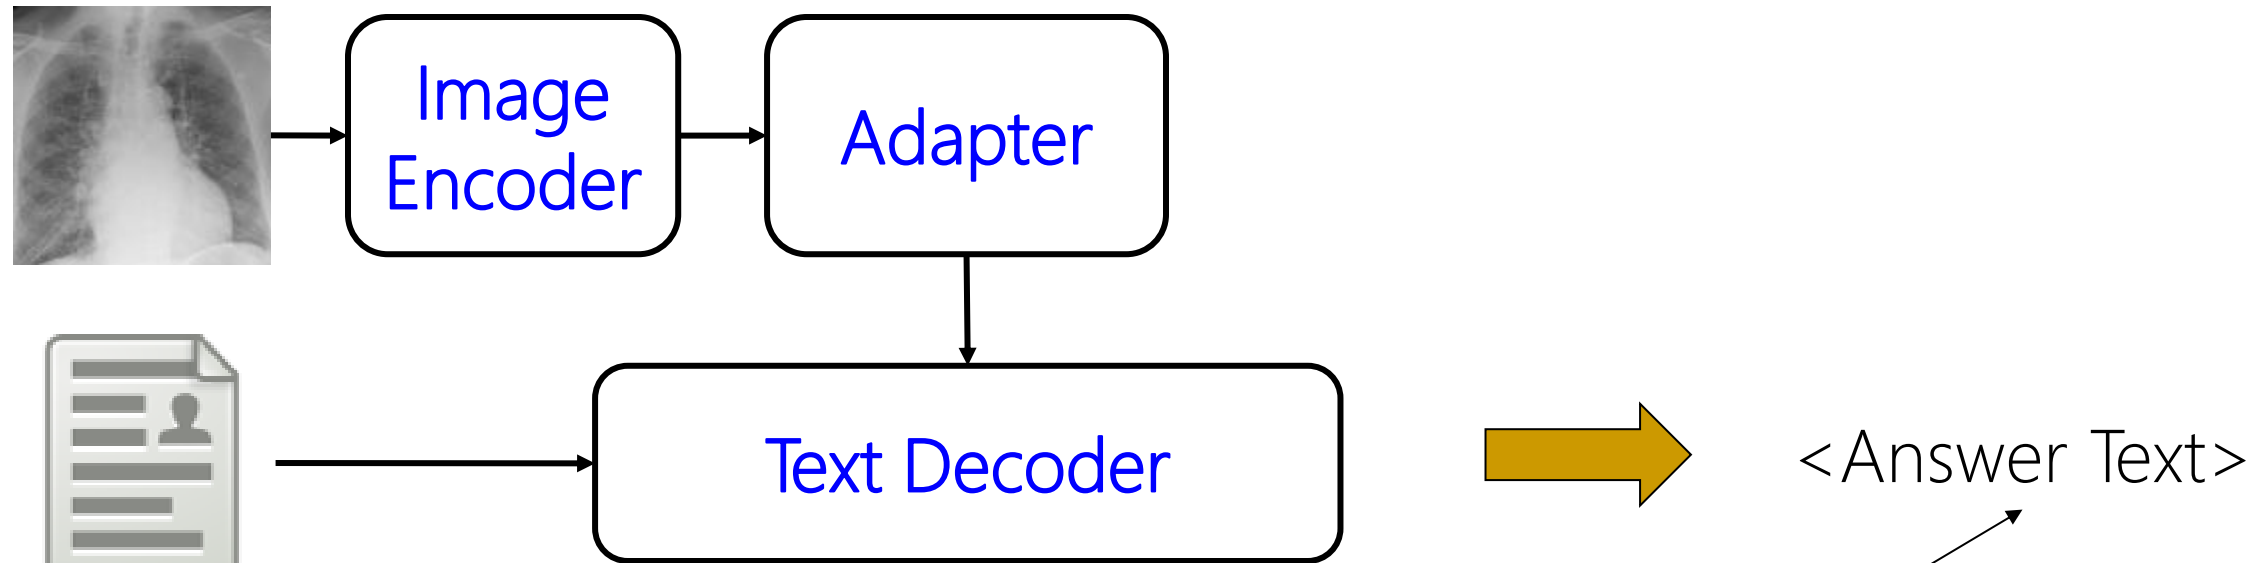 Image
Encoder
Adapter
Text Decoder
<Answer Text>